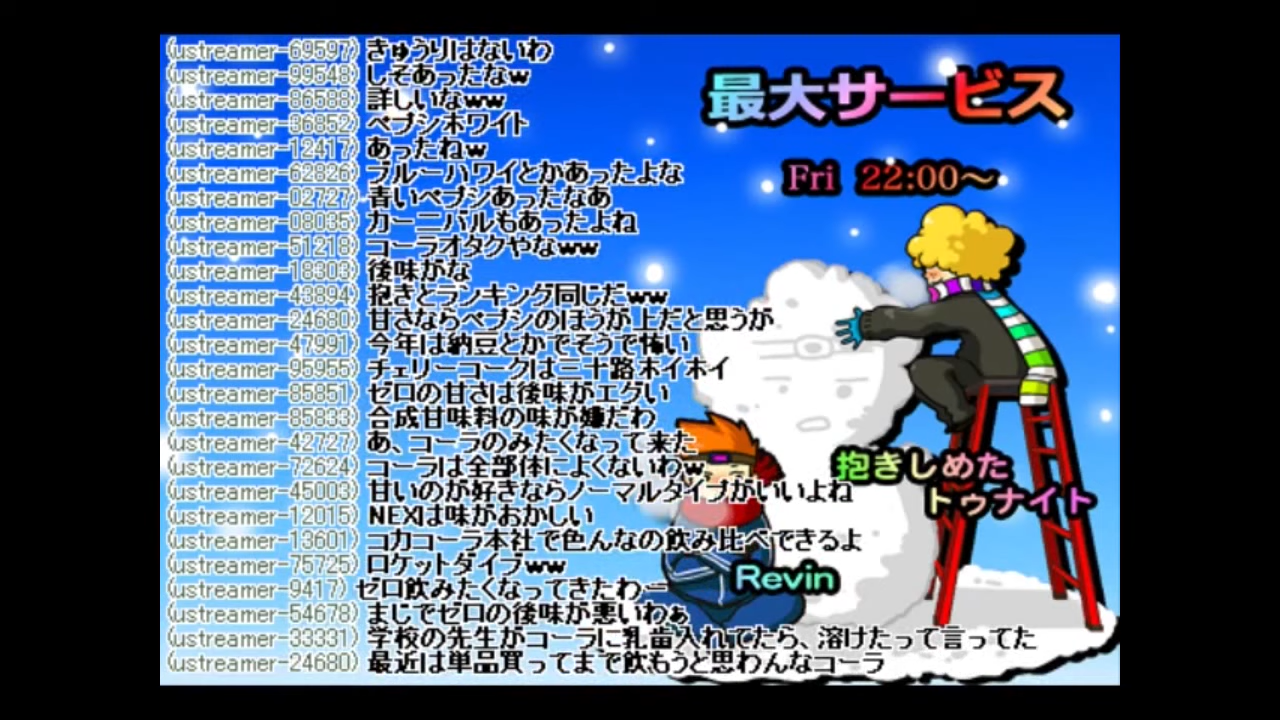 (ustreamer-69597) きゅうりはないわ
(ustreamer-99548) しそあったなw
(ustreamer-86588) 詳しいなww
(ustreamer-36852) ペプシホワイト
(ustreamer-12417) あったねw
(ustreamer-62826) ブルーハワイとかあったよな
(ustreamer-02727) 青いペプシあったなあ
(ustreamer-08035) カーニバルもあったよね
(ustreamer-51218) コーラオタクやなww
(ustreamer-18303) 後味がな
(ustreamer-43894) 抱きとランキング同じだww
(ustreamer-24680) 甘さならペプシのほうが上だと思うが
(ustreamer-47991) 今年は納豆とかでそうで怖い
(ustreamer-95955) チェリーコークは三十路ホイホイ
(ustreamer-85851) ゼロの甘さは後味がエグい
(ustreamer-85833) 合成甘味料の味が嫌だわ
(ustreamer-42727) あ、コーラのみたくなって来た
(ustreamer-72624) コーラは全部体によくないわw
(ustreamer-45003) 甘いのが好きならノーマルタイプがいいよね
(ustreamer-12015) NEXは味がおかしい
(ustreamer-13601) コカコーラ本社で色んなの飲み比べできるよ
(ustreamer-75725) ロケットダイブww
(ustreamer-9417) ゼロ飲みたくなってきたわー
(ustreamer-54678) まじでゼロの後味が悪いわぁ
(ustreamer-33331) 学校の先生がコーラに乳歯入れてたら、溶けたって言ってた
(ustreamer-24680) 最近は単品買ってまで飲もうと思わんなコーラ
最大サービス
Fri 22:00～
抱きしめた
トゥナイト
Revin